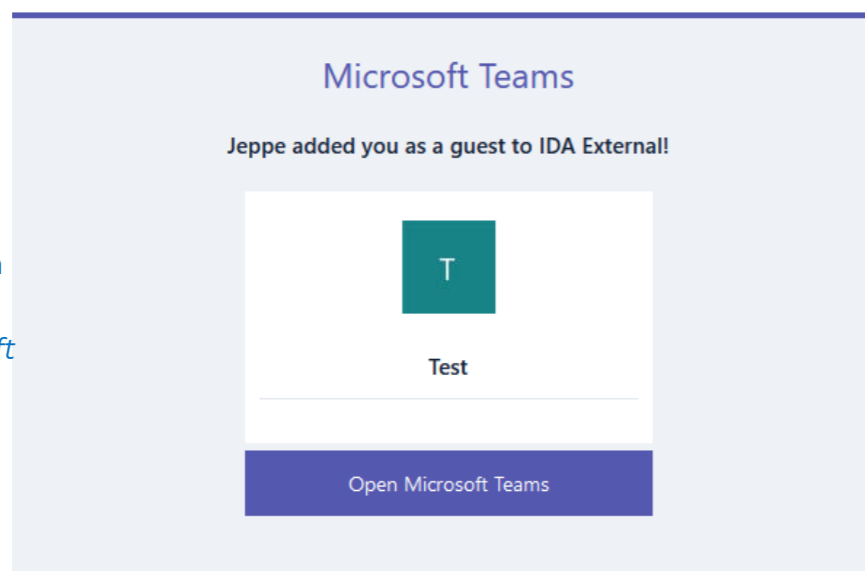 Microsoft Teams
Jeppe added you as a guest to IDA External!
T
Test
Open Microsoft Teams